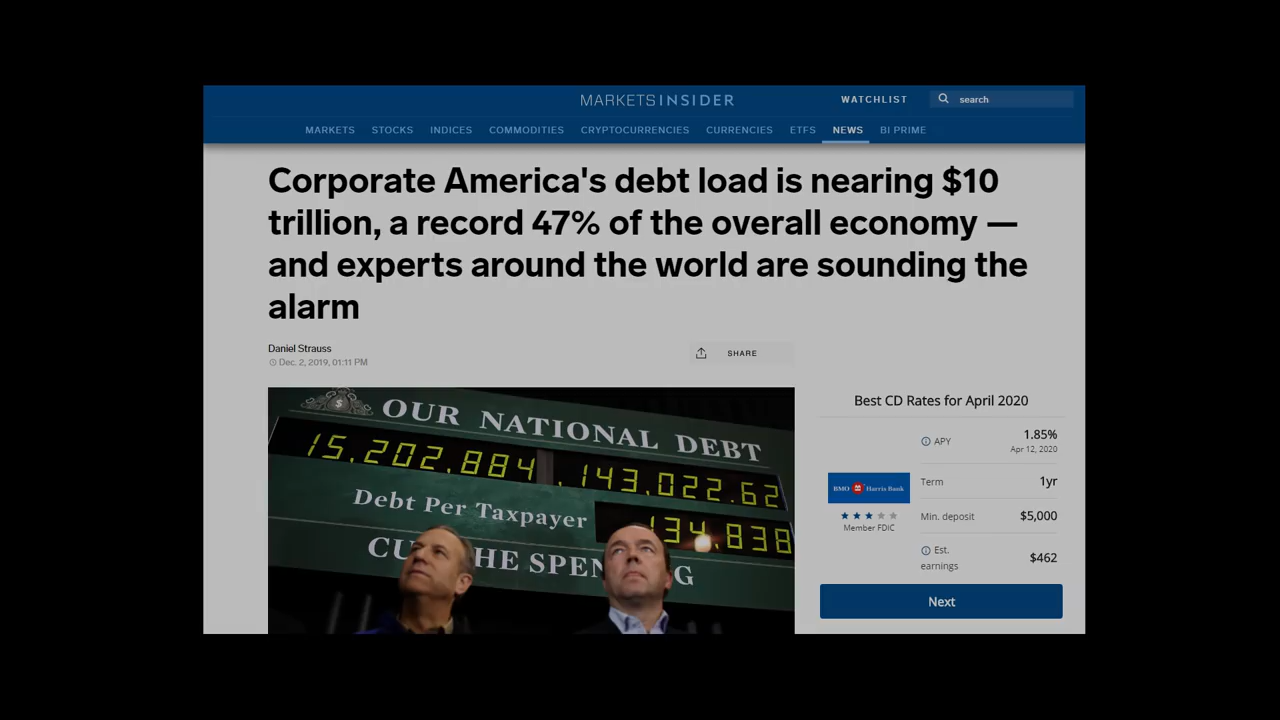 MARKETS INSIDER
WATCHLIST
search
MARKETS STOCKS INDICES COMMODITIES CRYPTOCURRENCIES CURRENCIES ETFS NEWS BI PRIME
Corporate America's debt load is nearing $10
trillion, a record 47% of the overall economy —
and experts around the world are sounding the
alarm
Daniel Strauss
Dec. 2, 2019, 01:11 PM
SHARE
OUR NATIONAL DEBT
15,202,884,143,022.62
Debt Per Taxpayer
134,838
CU HE SPEN G
Best CD Rates for April 2020
APY 1.85%
Apr 12, 2020
BMO Harris Bank
Member FDIC
Term 1yr
Min. deposit $5,000
Est. earnings $462
Next